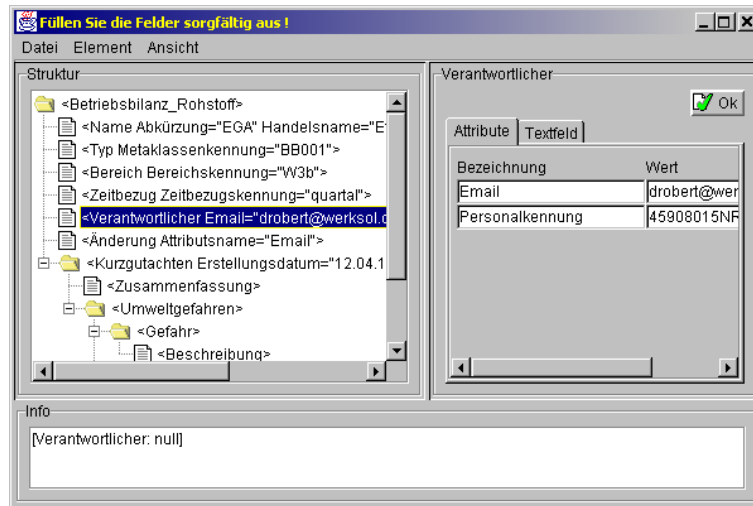 Füllen Sie die Felder sorgfältig aus !
Datei Element Ansicht
Struktur
<Betriebsbilanz_Rohstoff>
<Name Abkürzung="EGA" Handelsname="E
<Typ Metaklassenkennung="BB001">
<Bereich Bereichskennung="W3b">
<Zeitbezug Zeitbezugskennung="quartal">
<Verantwortlicher Email="drobert@werksol.d
<Änderung Attributsname="Email">
<Kurzgutachten Erstellungsdatum="12.04.1
<Zusammenfassung>
<Umweltgefahren>
<Gefahr>
<Beschreibung>
Verantwortlicher
Ok
Attribute Textfeld
Bezeichnung Wert
Email drobert@wer
Personalkennung 45908015NR
Info
[Verantwortlicher: null]